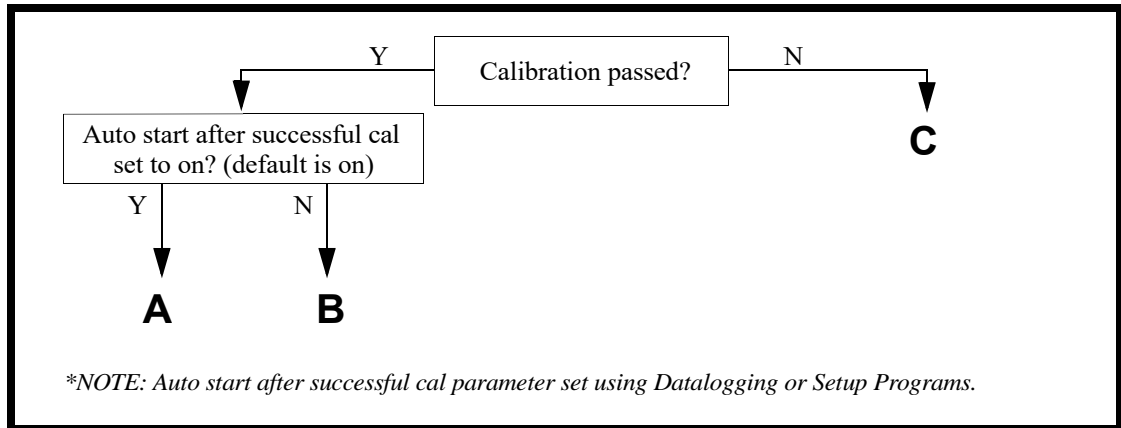 Calibration passed?
Y
N
Auto start after successful cal
set to on? (default is on)
C
Y
N
A
B
*NOTE: Auto start after successful cal parameter set using Datalogging or Setup Programs.